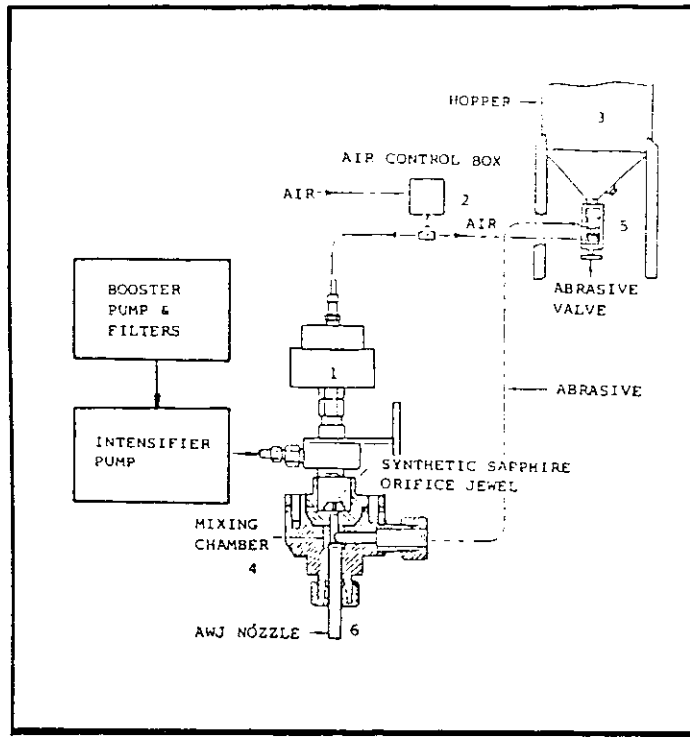 HOPPER
3
AIR CONTROL BOX
AIR
2
AIR
5
BOOSTER
PUMP &
FILTERS
ABRASIVE
VALVE
1
ABRASIVE
INTENSIFIER
PUMP
SYNTHETIC SAPPHIRE
ORIFICE JEWEL
MIXING
CHAMBER
4
AWJ NOZZLE
6